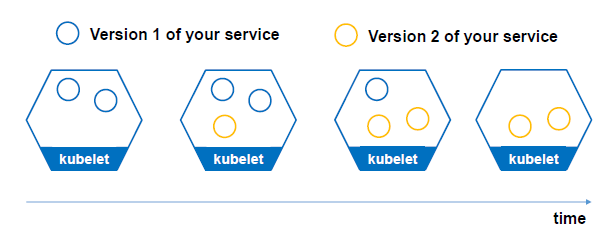 Version 1 of your service
Version 2 of your service
kubelet
kubelet
kubelet
kubelet
time